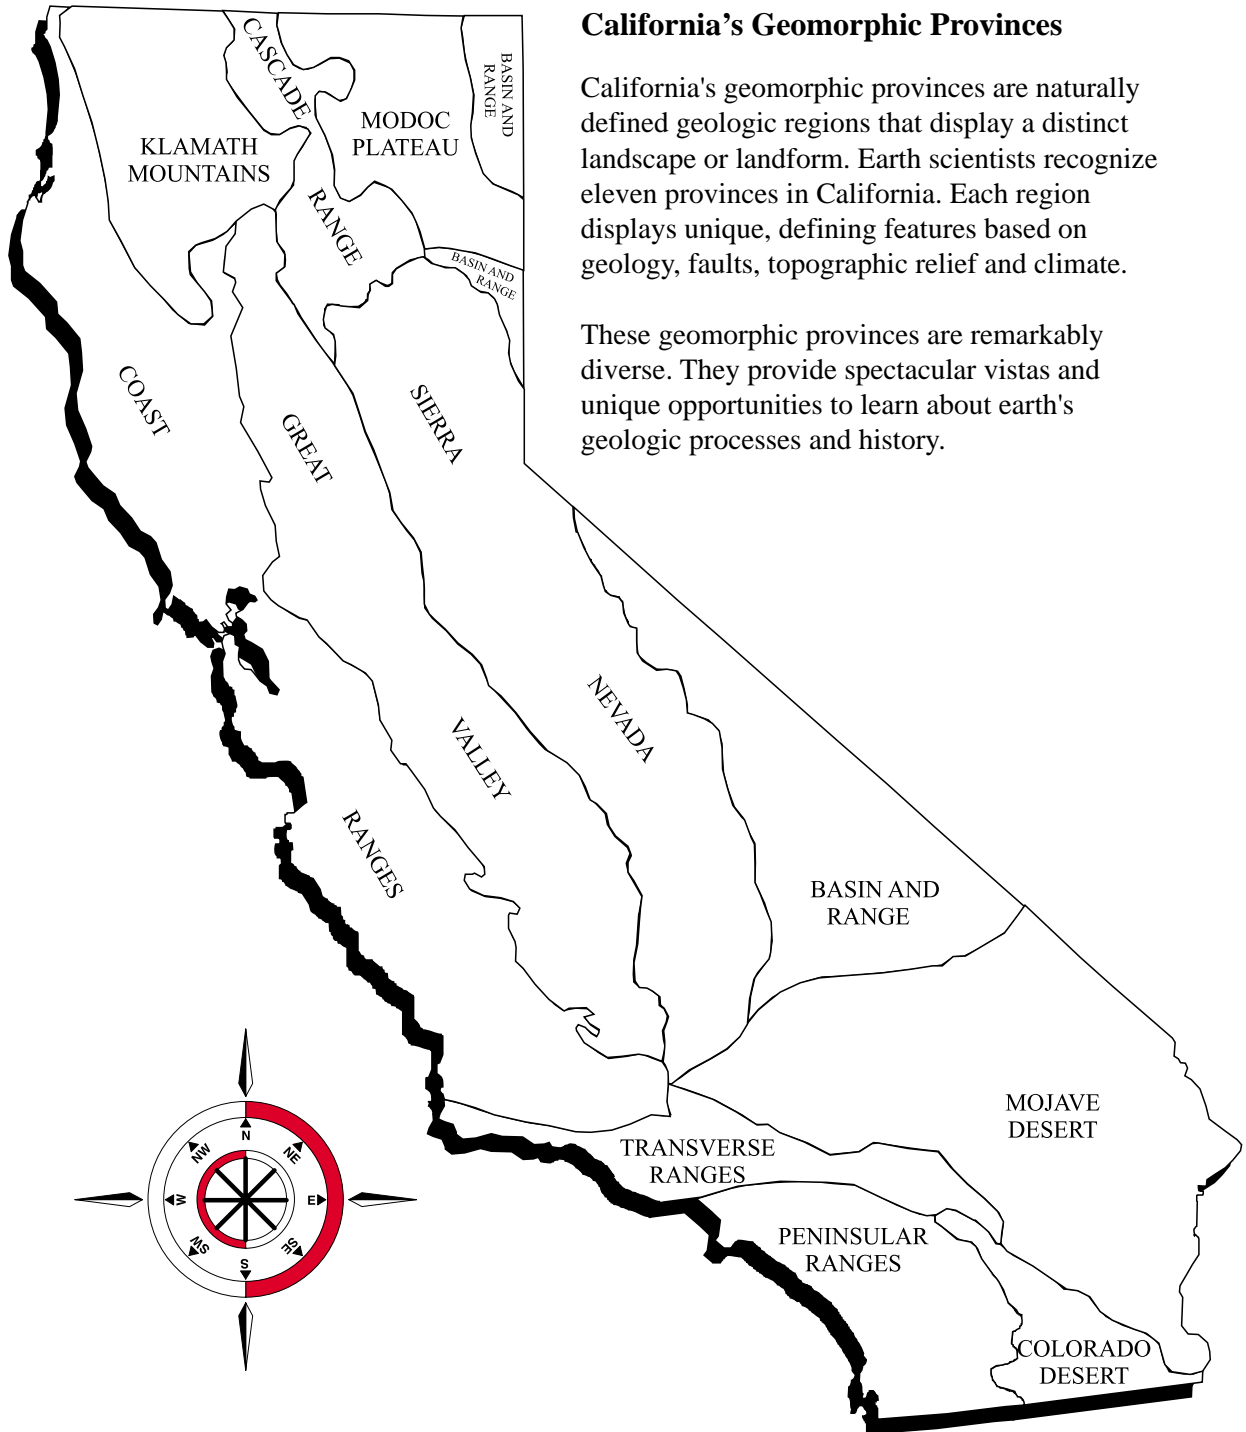 California’s Geomorphic Provinces
California's geomorphic provinces are naturally
defined geologic regions that display a distinct
landscape or landform. Earth scientists recognize
eleven provinces in California. Each region
displays unique, defining features based on
geology, faults, topographic relief and climate.
These geomorphic provinces are remarkably
diverse. They provide spectacular vistas and
unique opportunities to learn about earth's
geologic processes and history.
CASCADE
RANGE
BASIN AND
RANGE
MODOC
PLATEAU
KLAMATH
MOUNTAINS
BASIN AND
RANGE
COAST
RANGES
GREAT
VALLEY
SIERRA
NEVADA
BASIN AND
RANGE
MOJAVE
DESERT
TRANSVERSE
RANGES
PENINSULAR
RANGES
COLORADO
DESERT
N
NE
E
SE
S
SW
W
NW